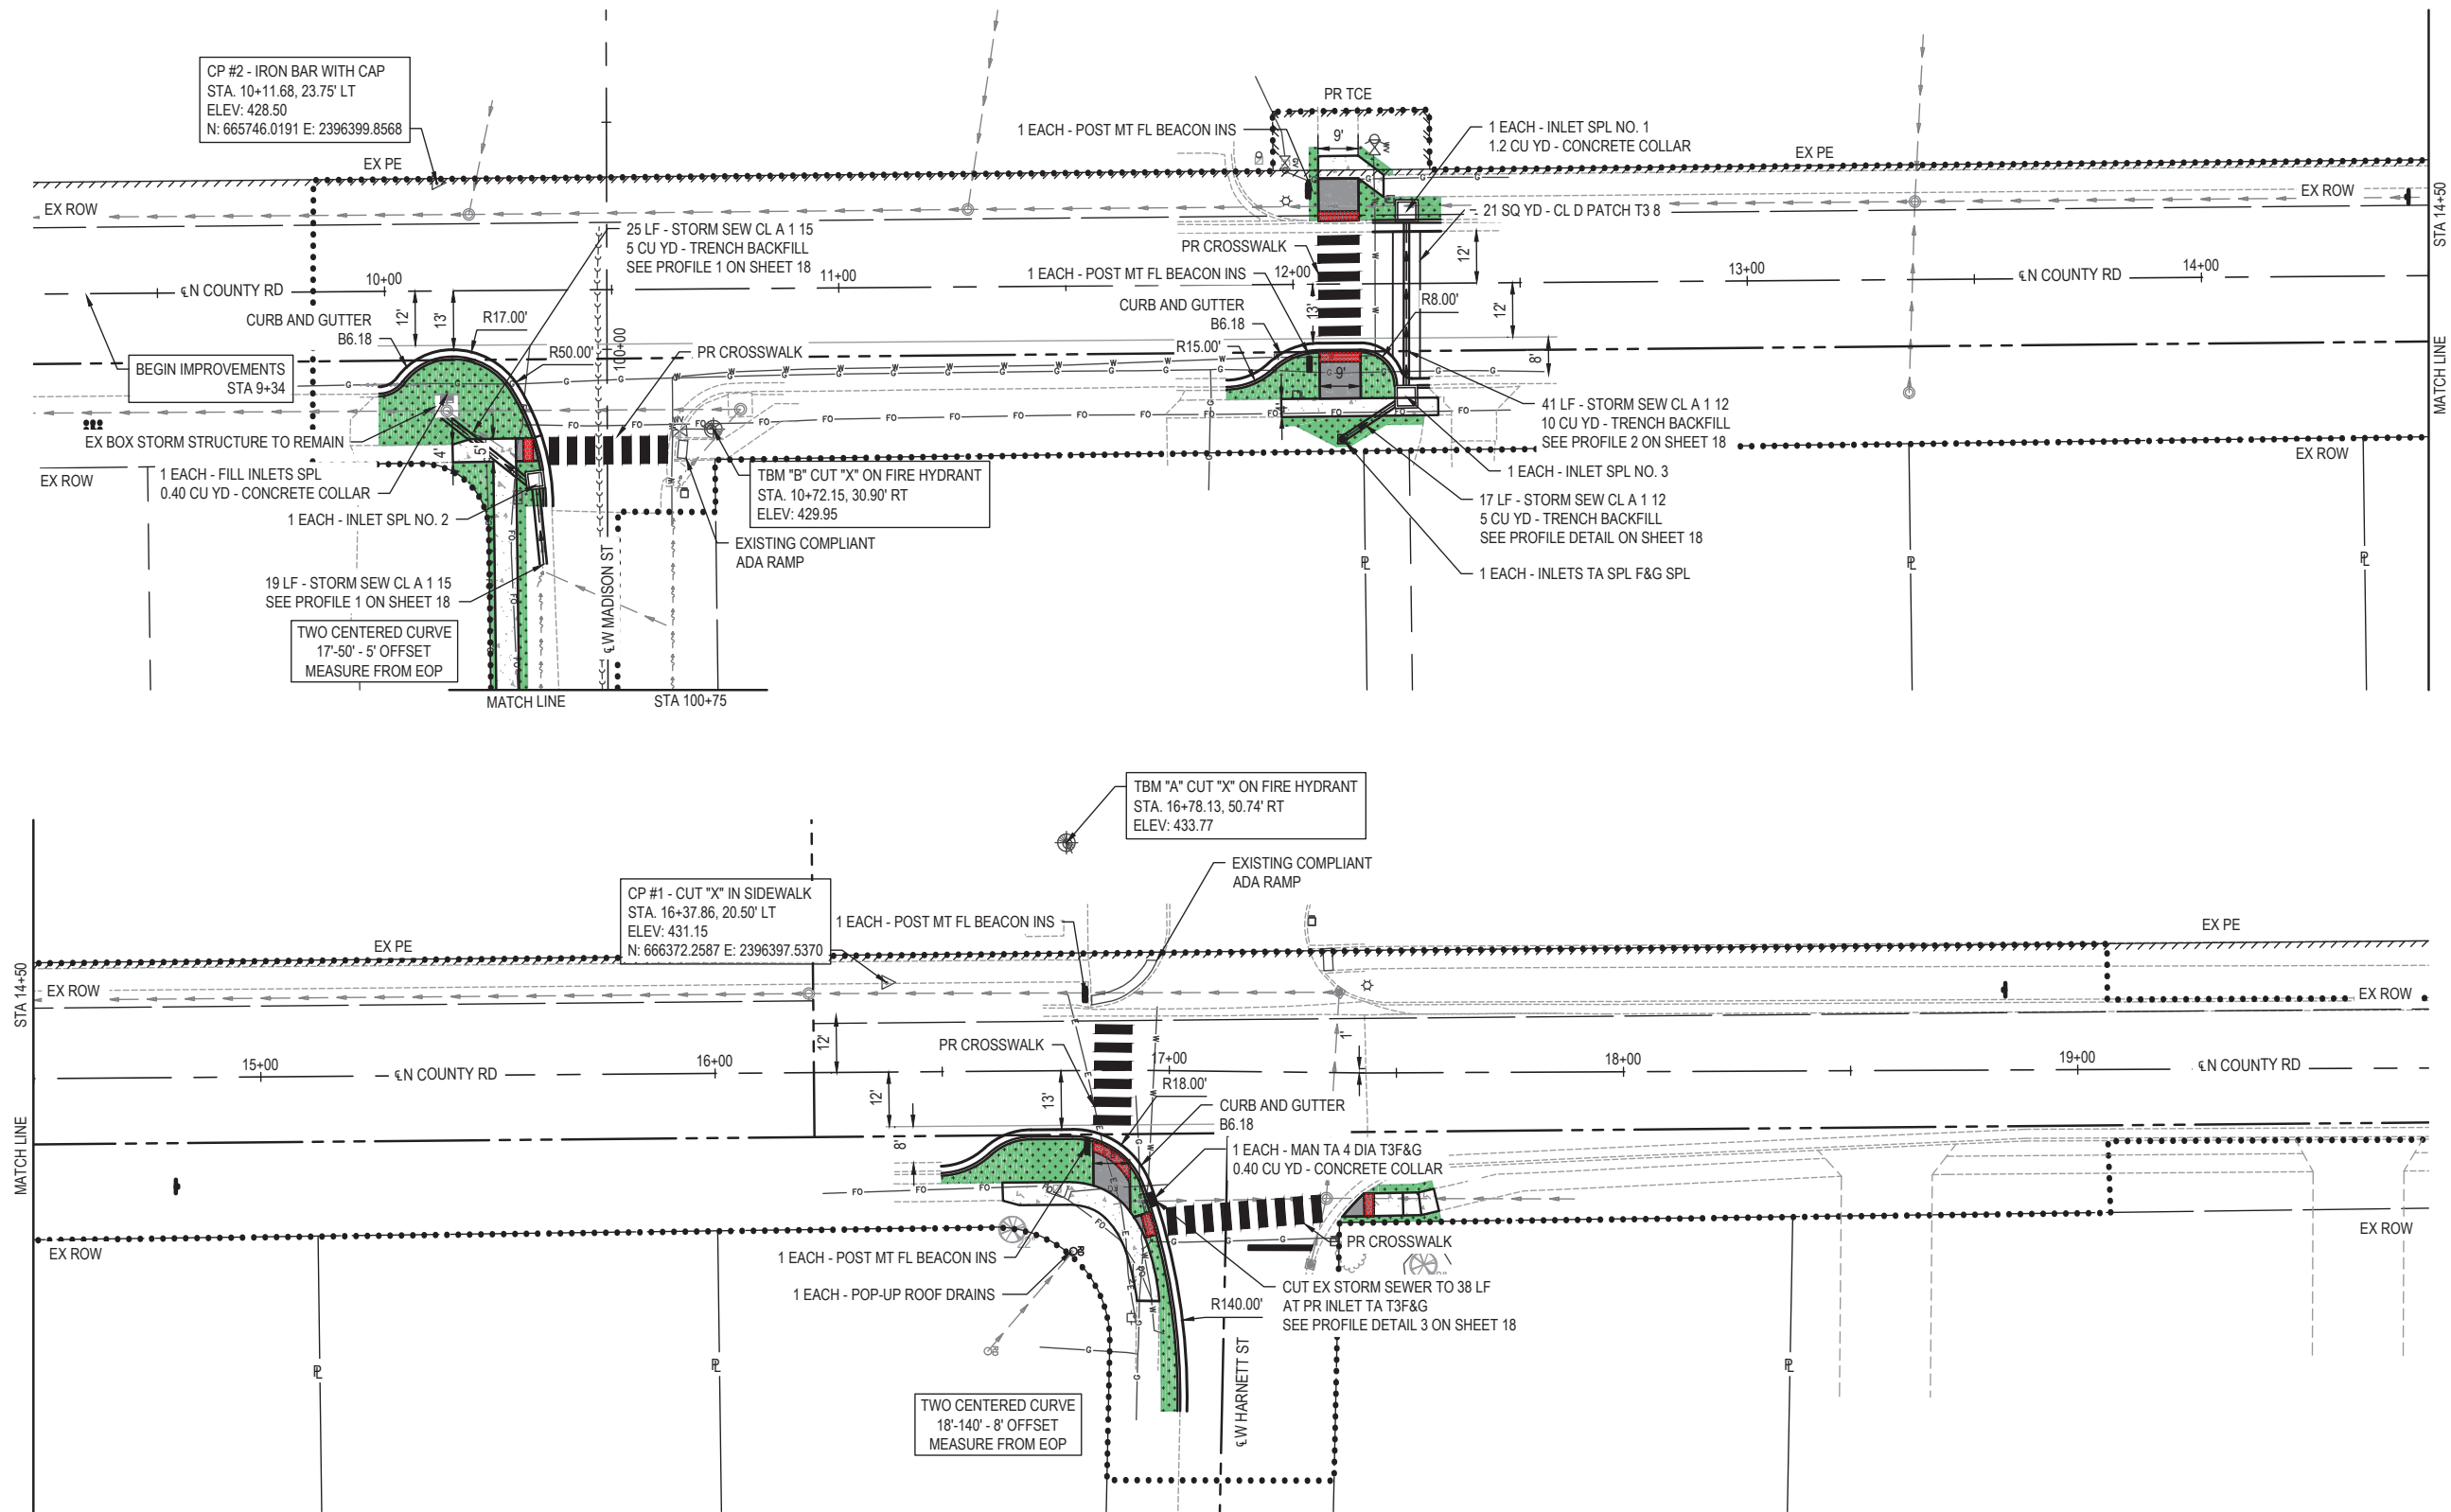 CP #2 - IRON BAR WITH CAP
STA. 10+11.68, 23.75' LT
ELEV: 428.50
N: 665746.0191 E: 2396399.8568
EX PE
EX ROW
PR TCE
1 EACH - POST MT FL BEACON INS
9'
1 EACH - INLET SPL NO. 1
1.2 CU YD - CONCRETE COLLAR
EX PE
EX ROW
STA 14+50
MATCH LINE
25 LF - STORM SEW CL A 1 15
5 CU YD - TRENCH BACKFILL
SEE PROFILE 1 ON SHEET 18
21 SQ YD - CL D PATCH T3 8
PR CROSSWALK
12'
1 EACH - POST MT FL BEACON INS
10+00
11+00
12+00
13+00
14+00
℄ N COUNTY RD
℄ N COUNTY RD
CURB AND GUTTER
B6.18
12'
13'
R17.00'
R50.00'
100+00
PR CROSSWALK
CURB AND GUTTER
B6.18
R15.00'
13'
R8.00'
12'
8'
9'
BEGIN IMPROVEMENTS
STA 9+34
EX BOX STORM STRUCTURE TO REMAIN
4'
5'
EX ROW
1 EACH - FILL INLETS SPL
0.40 CU YD - CONCRETE COLLAR
1 EACH - INLET SPL NO. 2
TBM "B" CUT "X" ON FIRE HYDRANT
STA. 10+72.15, 30.90' RT
ELEV: 429.95
EXISTING COMPLIANT
ADA RAMP
41 LF - STORM SEW CL A 1 12
10 CU YD - TRENCH BACKFILL
SEE PROFILE 2 ON SHEET 18
1 EACH - INLET SPL NO. 3
17 LF - STORM SEW CL A 1 12
5 CU YD - TRENCH BACKFILL
SEE PROFILE DETAIL ON SHEET 18
1 EACH - INLETS TA SPL F&G SPL
EX ROW
19 LF - STORM SEW CL A 1 15
SEE PROFILE 1 ON SHEET 18
TWO CENTERED CURVE
17'-50' - 5' OFFSET
MEASURE FROM EOP
℄ W MADISON ST
MATCH LINE
STA 100+75
TBM "A" CUT "X" ON FIRE HYDRANT
STA. 16+78.13, 50.74' RT
ELEV: 433.77
EXISTING COMPLIANT
ADA RAMP
CP #1 - CUT "X" IN SIDEWALK
STA. 16+37.86, 20.50' LT
ELEV: 431.15
N: 666372.2587 E: 2396397.5370
1 EACH - POST MT FL BEACON INS
EX PE
EX PE
STA 14+50
MATCH LINE
EX ROW
EX ROW
12'
PR CROSSWALK
1'
15+00
16+00
17+00
18+00
19+00
℄ N COUNTY RD
℄ N COUNTY RD
12'
13'
8'
R18.00'
CURB AND GUTTER
B6.18
1 EACH - MAN TA 4 DIA T3F&G
0.40 CU YD - CONCRETE COLLAR
EX ROW
EX ROW
PR CROSSWALK
1 EACH - POST MT FL BEACON INS
1 EACH - POP-UP ROOF DRAINS
CUT EX STORM SEWER TO 38 LF
AT PR INLET TA T3F&G
SEE PROFILE DETAIL 3 ON SHEET 18
R140.00'
TWO CENTERED CURVE
18'-140' - 8' OFFSET
MEASURE FROM EOP
℄ W HARNETT ST